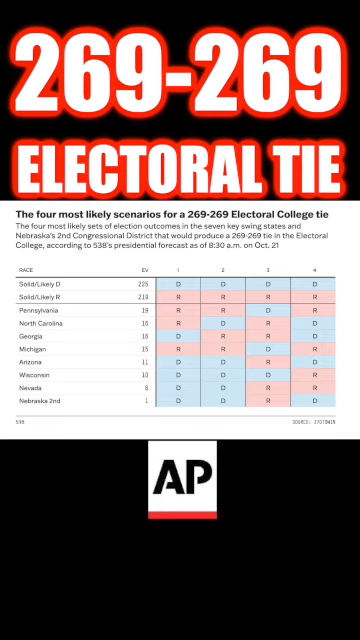 269-269
ELECTORAL TIE
The four most likely scenarios for a 269-269 Electoral College tie
The four most likely sets of election outcomes in the seven key swing states and
Nebraska's 2nd Congressional District that would produce a 269-269 tie in the Electoral
College, according to 538's presidential forecast as of 8:30 a.m. on Oct. 21
RACE EV 1 2 3 4
Solid/Likely D 225 D D D D
Solid/Likely R 219 R R R R
Pennsylvania 19 R R D R
North Carolina 16 R D R D
Georgia 16 D R R D
Michigan 15 R R D R
Arizona 11 D D R D
Wisconsin 10 D D D R
Nevada 6 D D R R
Nebraska 2nd 1 D D R D
538 SOURCE: 270TOWIN
AP